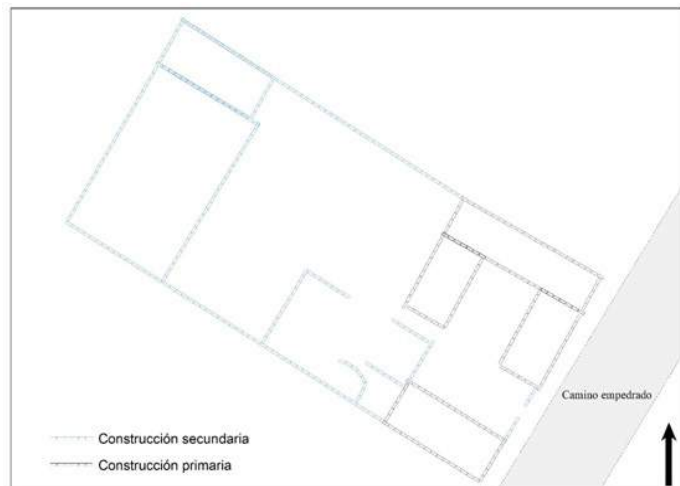 Camino empedrado
Construcción secundaria
Construcción primaria